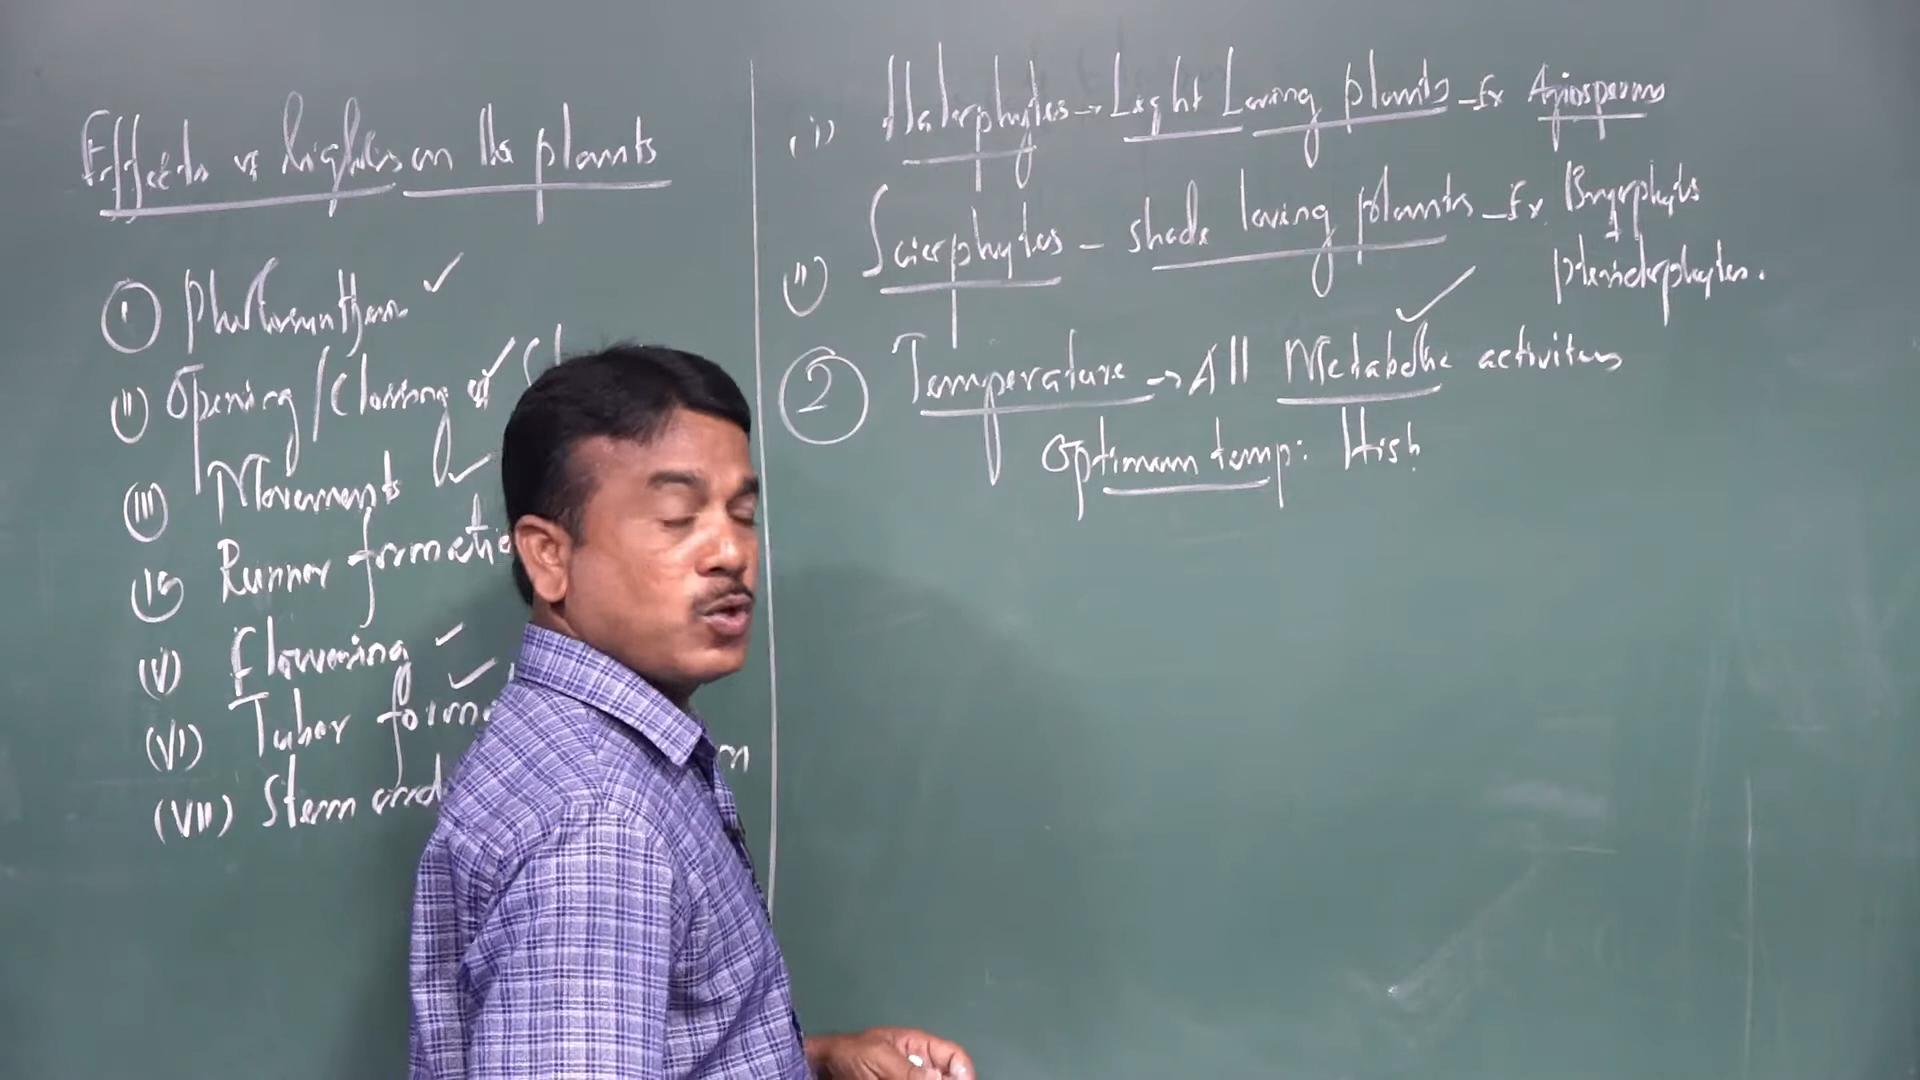 Effects of lights on the plants
(I) Photosynthesis
(II) Opening/Closing of
(III) Movements
(IV) Runner formatio
(V) Flowering
(VI) Tuber forma
(VII) Stem and m
(i) Heliophytes → Light Loving plants - Ex Angiosperms
(ii) Sciophytes - shade loving plants - Ex. Bryophytes
pteridophytes.
(2) Temperature → All Metabolic activities
Optimum temp: High